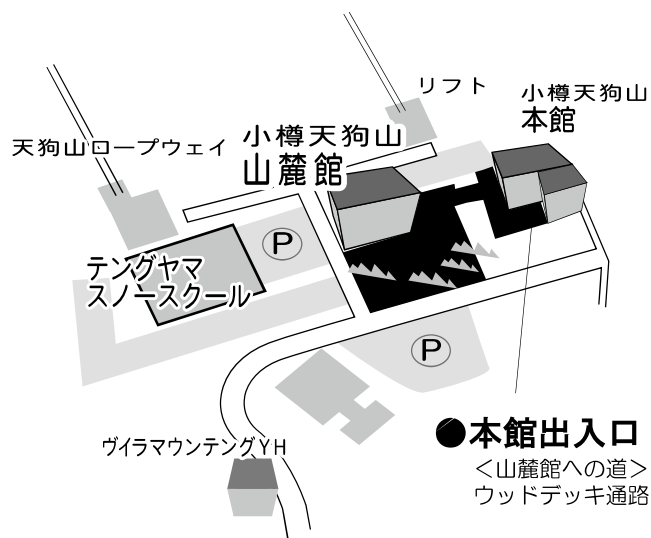 リフト
小樽天狗山
本館
小樽天狗山
山麓館
天狗山ロープウェイ
P
テングヤマ
スノースクール
P
●本館出入口
＜山麓館への道＞
ウッドデッキ通路
ヴィラマウンテングYH